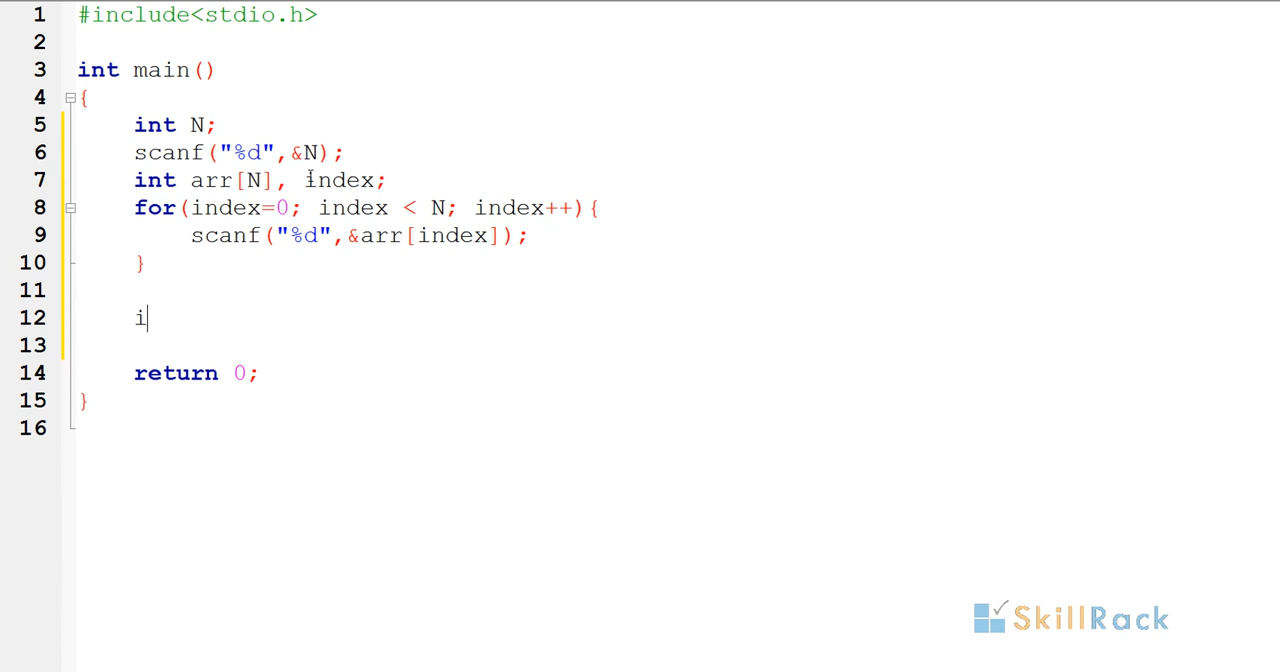 1 #include<stdio.h>
2
3 int main()
4 {
5 int N;
6 scanf("%d",&N);
7 int arr[N], index;
8 for(index=0; index < N; index++){
9 scanf("%d",&arr[index]);
10 }
11
12 i
13
14 return 0;
15 }
16
SkillRack